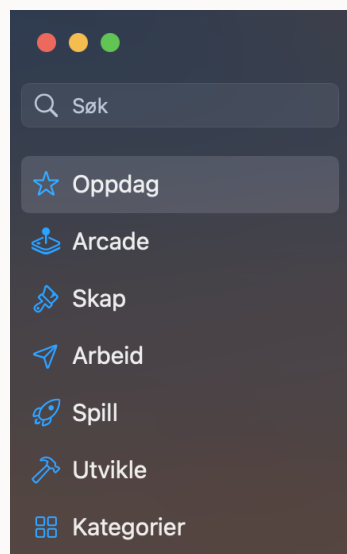 Søk
Oppdag
Arcade
Skap
Arbeid
Spill
Utvikle
Kategorier